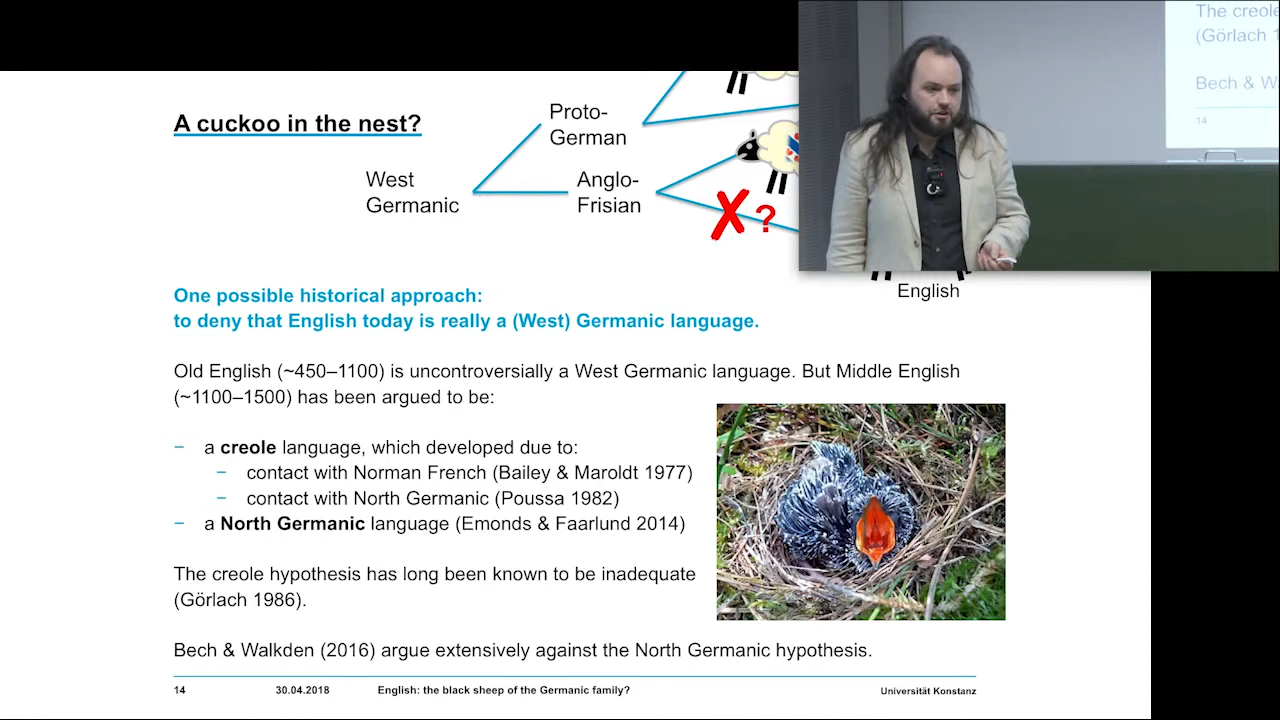 The creole
(Görlach 1
Bech & W
14
A cuckoo in the nest?
Proto-
German
West
Germanic
Anglo-
Frisian
✗?
English
One possible historical approach:
to deny that English today is really a (West) Germanic language.
Old English (~450–1100) is uncontroversially a West Germanic language. But Middle English
(~1100–1500) has been argued to be:
– a creole language, which developed due to:
– contact with Norman French (Bailey & Maroldt 1977)
– contact with North Germanic (Poussa 1982)
– a North Germanic language (Emonds & Faarlund 2014)
The creole hypothesis has long been known to be inadequate
(Görlach 1986).
Bech & Walkden (2016) argue extensively against the North Germanic hypothesis.
14 30.04.2018 English: the black sheep of the Germanic family? Universität Konstanz